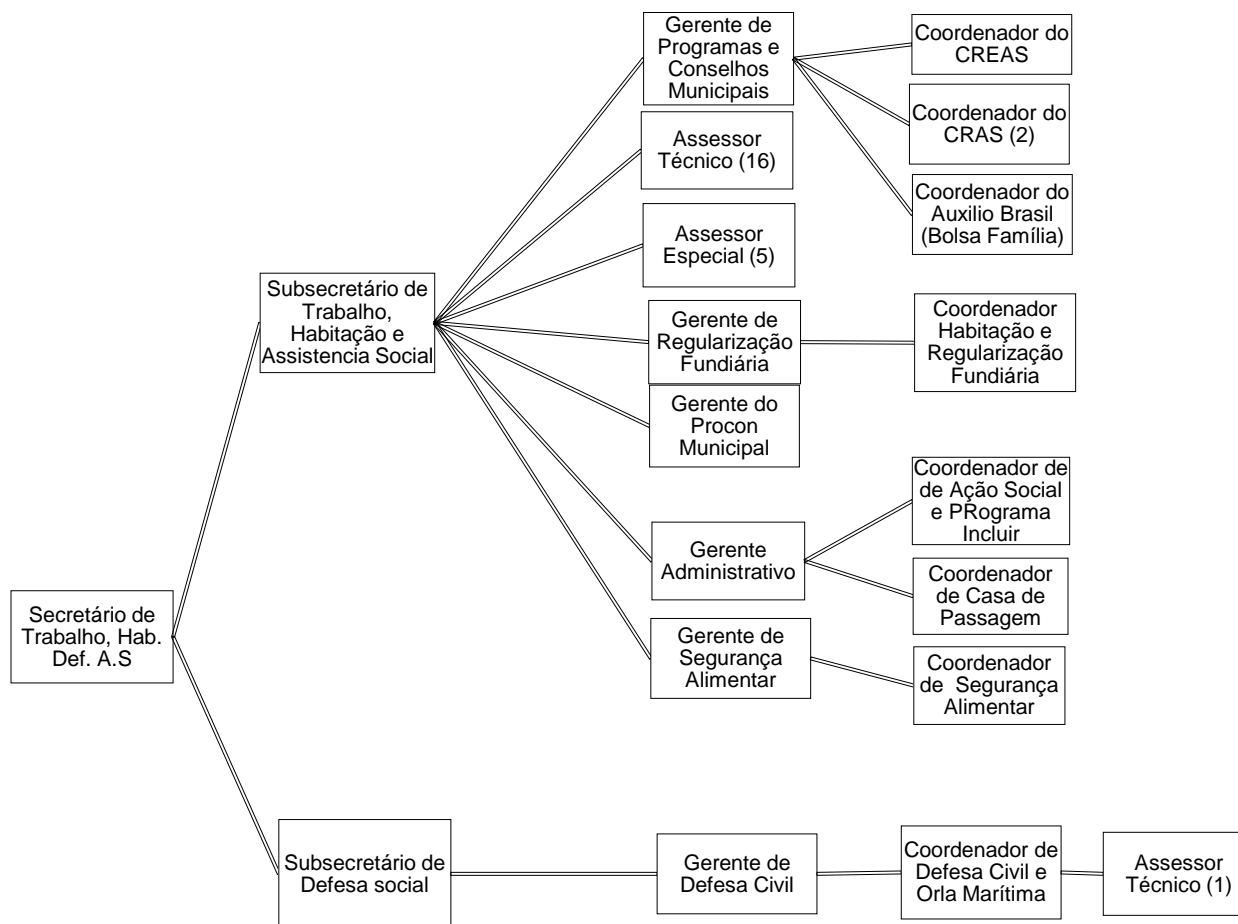 Gerente de
Programas e
Conselhos
Municipais
Coordenador do
CREAS
Coordenador do
CRAS (2)
Assessor
Técnico (16)
Coordenador do
Auxilio Brasil
(Bolsa Família)
Assessor
Especial (5)
Subsecretário de
Trabalho,
Habitação e
Assistencia Social
Gerente de
Regularização
Fundiária
Coordenador
Habitação e
Regularização
Fundiária
Gerente do
Procon
Municipal
Coordenador de
de Ação Social
e PRograma
Incluir
Gerente
Administrativo
Coordenador
de Casa de
Passagem
Secretário de
Trabalho, Hab.
Def. A.S
Gerente de
Segurança
Alimentar
Coordenador
de Segurança
Alimentar
Subsecretário de
Defesa social
Gerente de
Defesa Civil
Coordenador de
Defesa Civil e
Orla Marítima
Assessor
Técnico (1)